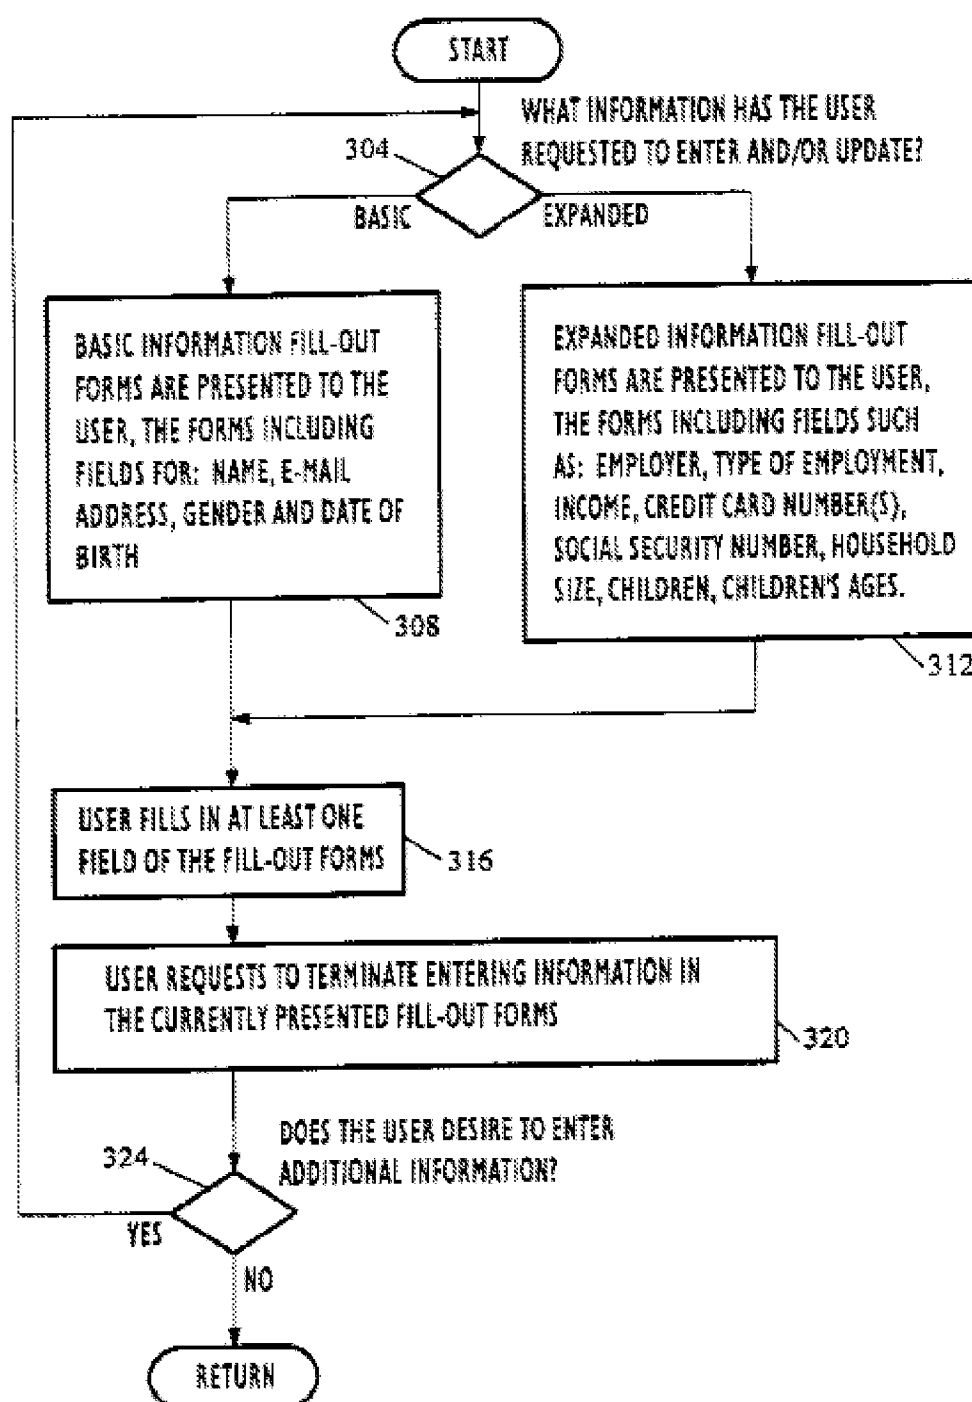 START
WHAT INFORMATION HAS THE USER
REQUESTED TO ENTER AND/OR UPDATE?
304
BASIC
EXPANDED
BASIC INFORMATION FILL-OUT
FORMS ARE PRESENTED TO THE
USER, THE FORMS INCLUDING
FIELDS FOR: NAME, E-MAIL
ADDRESS, GENDER AND DATE OF
BIRTH
308
EXPANDED INFORMATION FILL-OUT
FORMS ARE PRESENTED TO THE USER,
THE FORMS INCLUDING FIELDS SUCH
AS: EMPLOYER, TYPE OF EMPLOYMENT,
INCOME, CREDIT CARD NUMBER(S),
SOCIAL SECURITY NUMBER, HOUSEHOLD
SIZE, CHILDREN, CHILDREN'S AGES.
312
USER FILLS IN AT LEAST ONE
FIELD OF THE FILL-OUT FORMS
316
USER REQUESTS TO TERMINATE ENTERING INFORMATION IN
THE CURRENTLY PRESENTED FILL-OUT FORMS
320
DOES THE USER DESIRE TO ENTER
ADDITIONAL INFORMATION?
324
YES
NO
RETURN